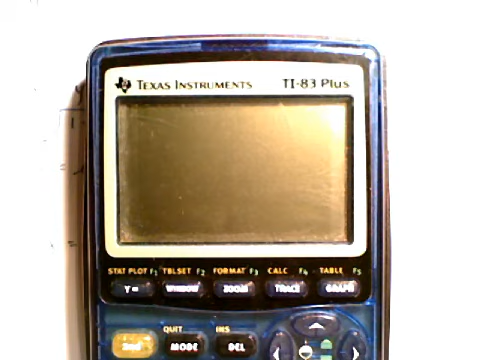 TEXAS INSTRUMENTS TI-83 Plus
STAT PLOT F1 TBLSET F2 FORMAT F3 CALC F4 TABLE F5
Y= WINDOW ZOOM TRACE GRAPH
QUIT INS
2nd MODE DEL